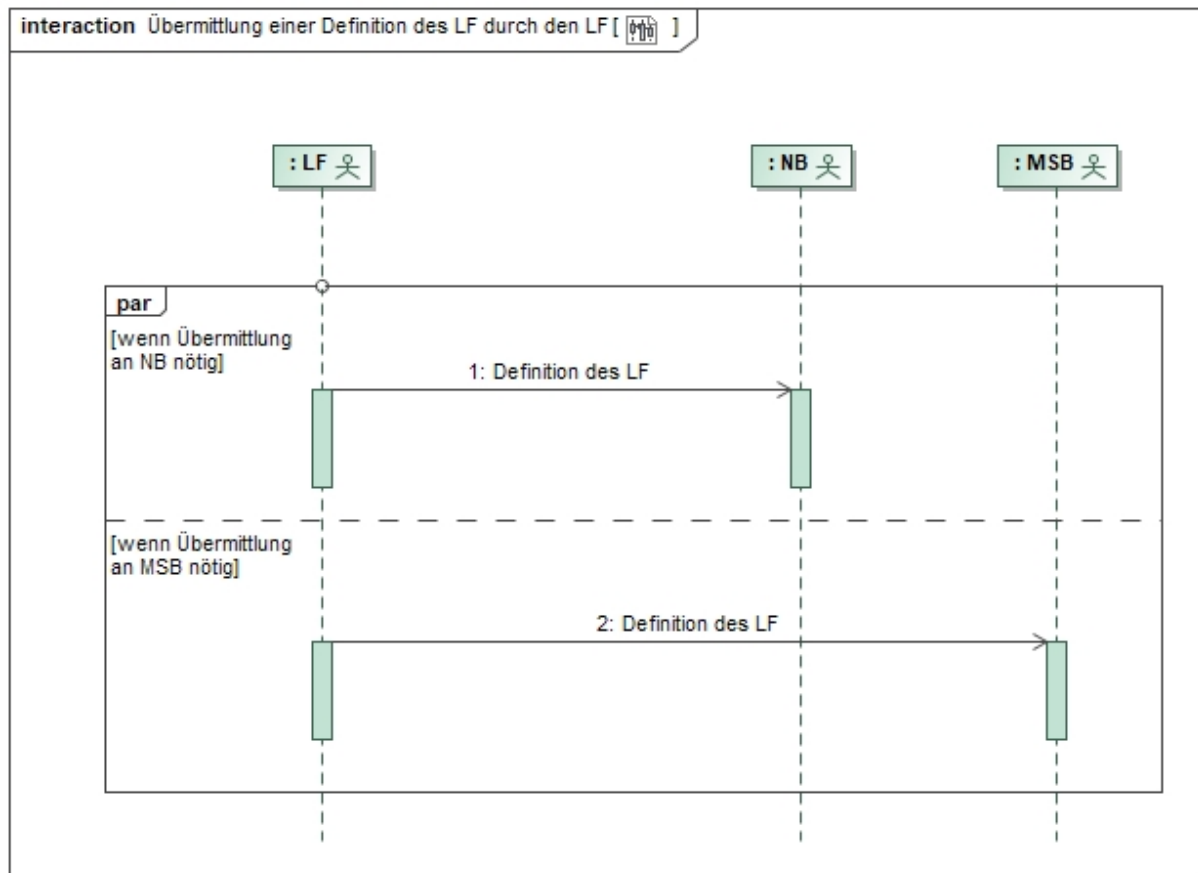 interaction Übermittlung einer Definition des LF durch den LF [ ]
: LF
: NB
: MSB
par
[wenn Übermittlung
an NB nötig]
1: Definition des LF
[wenn Übermittlung
an MSB nötig]
2: Definition des LF